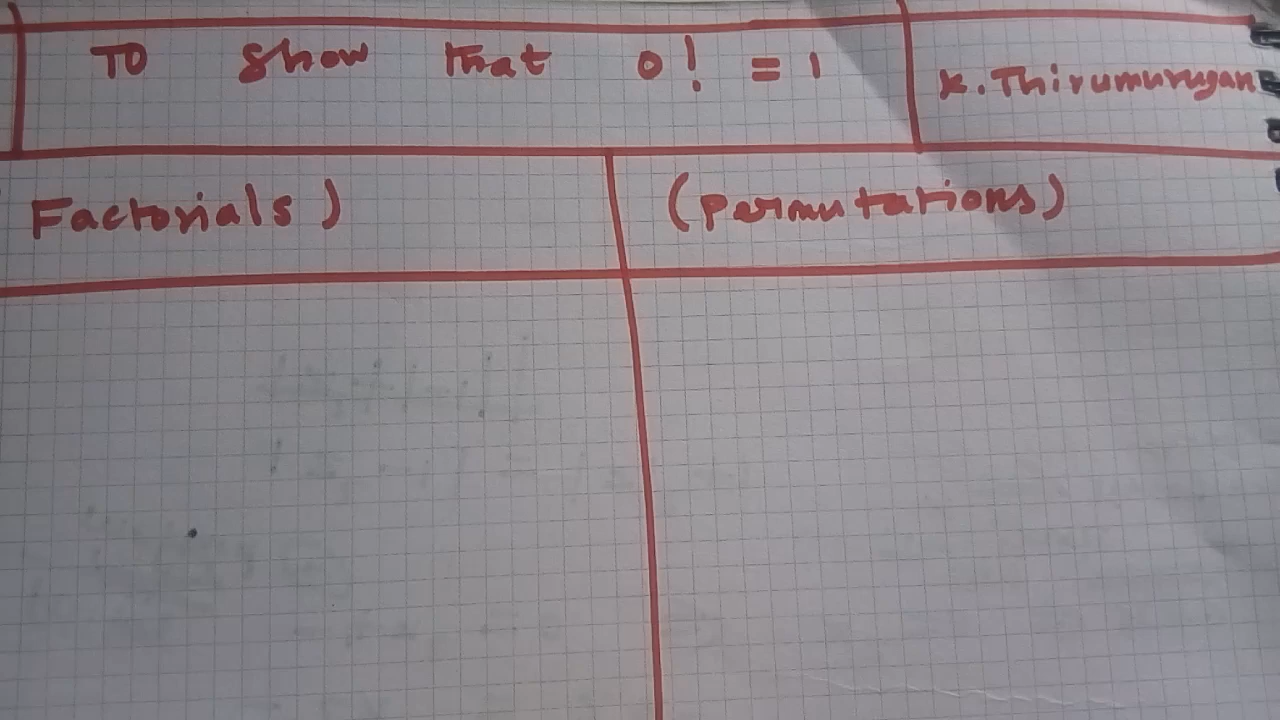 To show that 0! = 1
K. Thirumurugan
Factorials)
(Permutations)